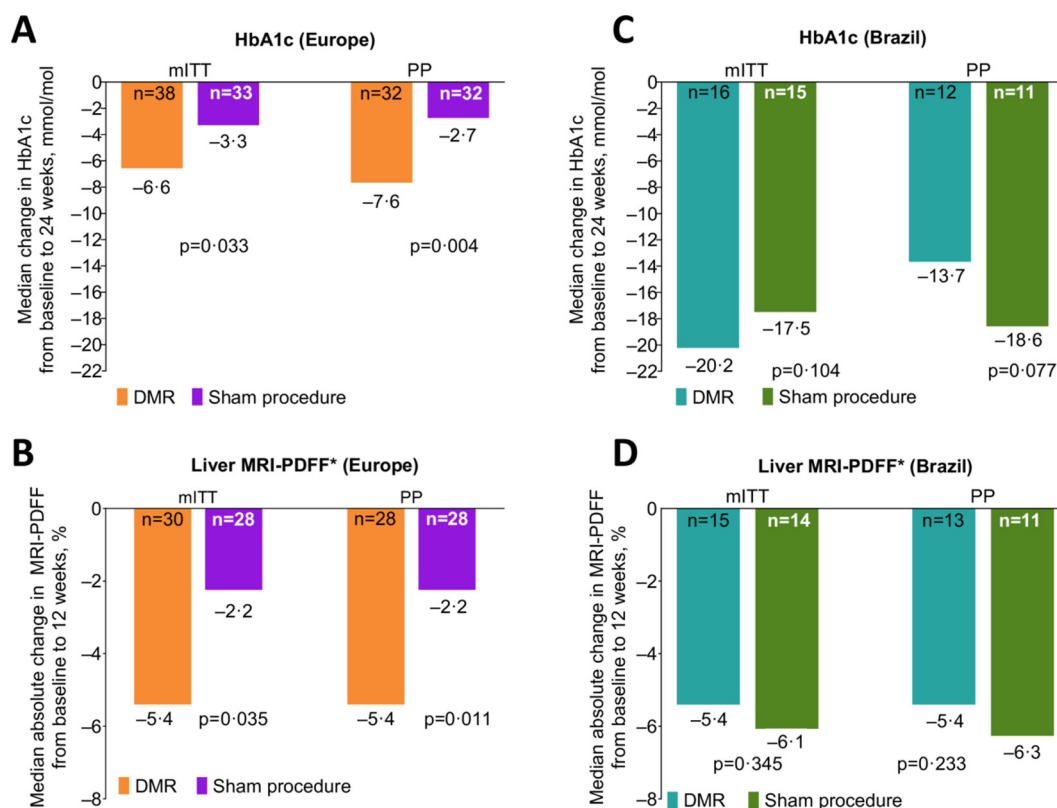 A
HbA1c (Europe)
mITT
PP
Median change in HbA1c
from baseline to 24 weeks, mmol/mol
0
–2
–4
–6
–8
–10
–12
–14
–16
–18
–20
–22
n=38
n=33
n=32
n=32
–6·6
–3·3
–7·6
–2·7
p=0·033
p=0·004
DMR
Sham procedure
C
HbA1c (Brazil)
mITT
PP
Median change in HbA1c
from baseline to 24 weeks, mmol/mol
0
–2
–4
–6
–8
–10
–12
–14
–16
–18
–20
–22
n=16
n=15
n=12
n=11
–20·2
–17·5
–13·7
–18·6
p=0·104
p=0·077
DMR
Sham procedure
B
Liver MRI-PDFF* (Europe)
mITT
PP
Median absolute change in MRI-PDFF
from baseline to 12 weeks, %
0
–2
–4
–6
–8
n=30
n=28
n=28
n=28
–5·4
–2·2
–5·4
–2·2
p=0·035
p=0·011
DMR
Sham procedure
D
Liver MRI-PDFF* (Brazil)
mITT
PP
Median absolute change in MRI-PDFF
from baseline to 12 weeks, %
0
–2
–4
–6
–8
n=15
n=14
n=13
n=11
–5·4
–6·1
–5·4
–6·3
p=0·345
p=0·233
DMR
Sham procedure